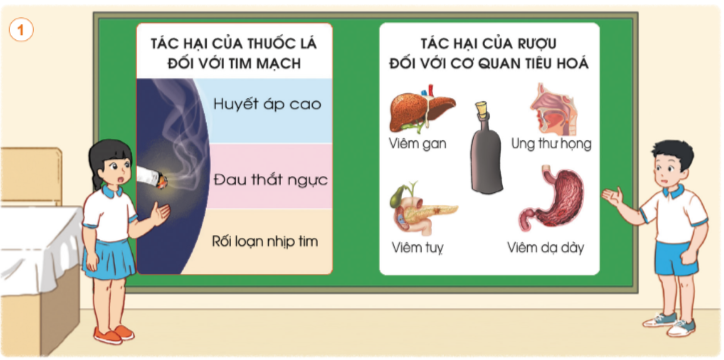 1
TÁC HẠI CỦA THUỐC LÁ
ĐỐI VỚI TIM MẠCH
Huyết áp cao
Đau thắt ngực
Rối loạn nhịp tim
TÁC HẠI CỦA RƯỢU
ĐỐI VỚI CƠ QUAN TIÊU HOÁ
Viêm gan
Ung thư họng
Viêm tuỵ
Viêm dạ dày